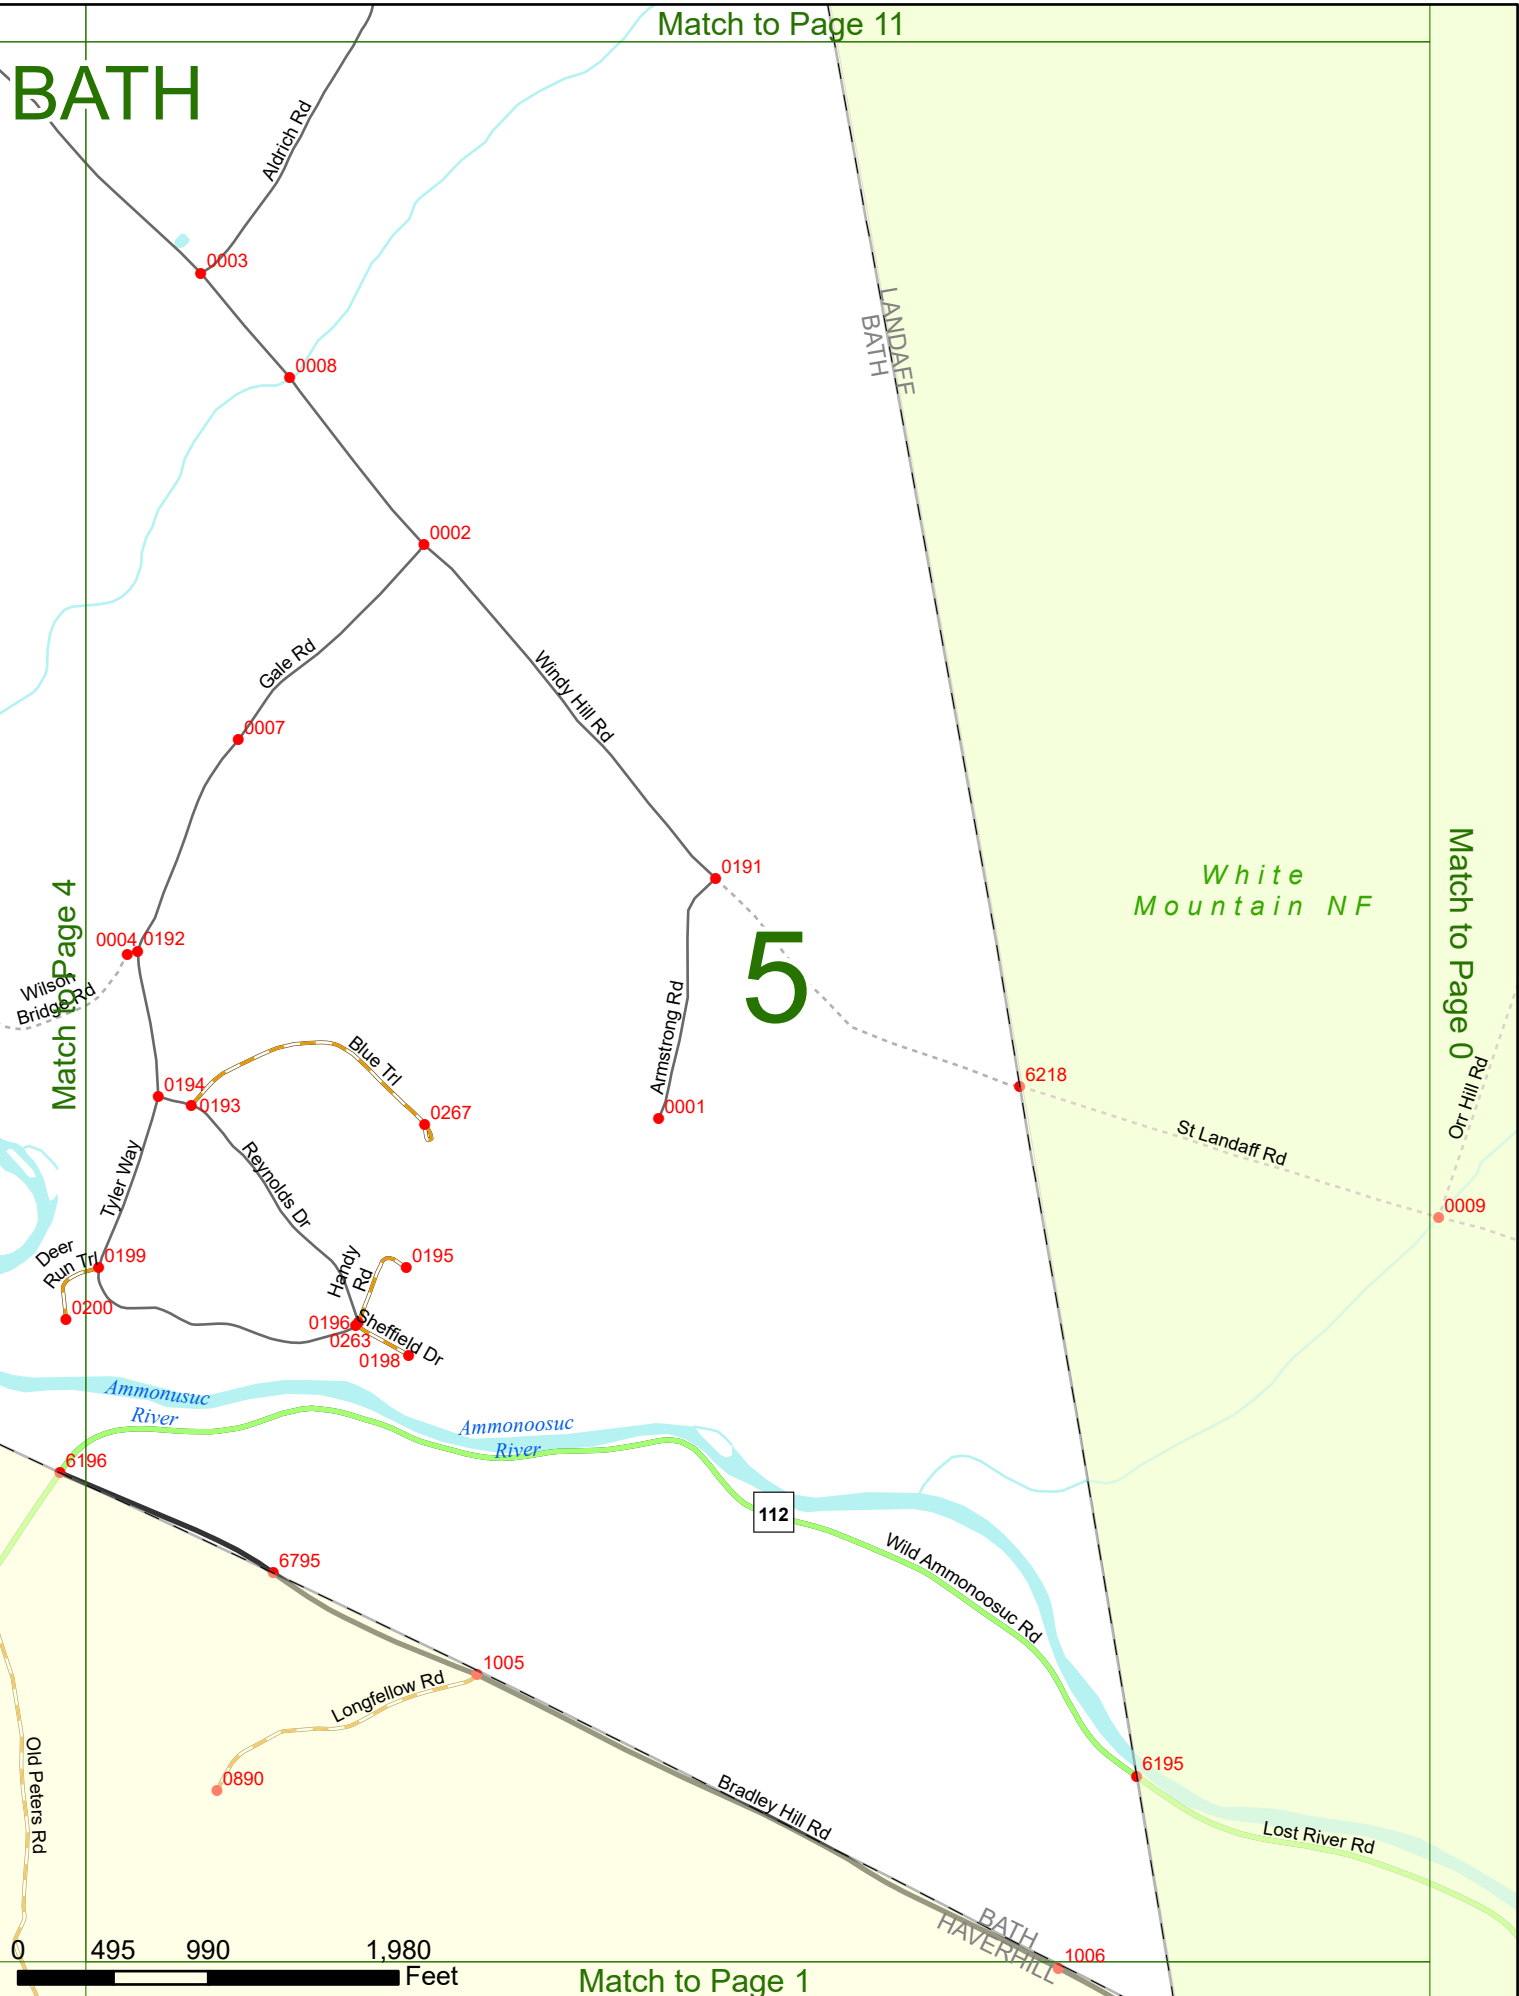 Match to Page 11
BATH
Aldrich Rd
0003
0008
LANDAFF
BATH
0002
Gale Rd
Windy Hill Rd
0007
0191
White
Mountain NF
Match to Page 4
Match to Page 0
0004
0192
5
Wilson
Bridge Rd
Armstrong Rd
Blue Trl
0194
0193
0267
0001
6218
Orr Hill Rd
St Landaff Rd
Tyler Way
Reynolds Dr
0009
Deer
Run Trl
0199
Handy
Rd
0195
0200
0196
0263
Sheffield Dr
0198
Ammonusuc
River
Ammonoosuc
River
6196
112
Wild Ammonoosuc Rd
6795
1005
Longfellow Rd
0890
Old Peters Rd
Bradley Hill Rd
6195
Lost River Rd
BATH
HAVERHILL
1006
0 495 990 1,980
Feet
Match to Page 1